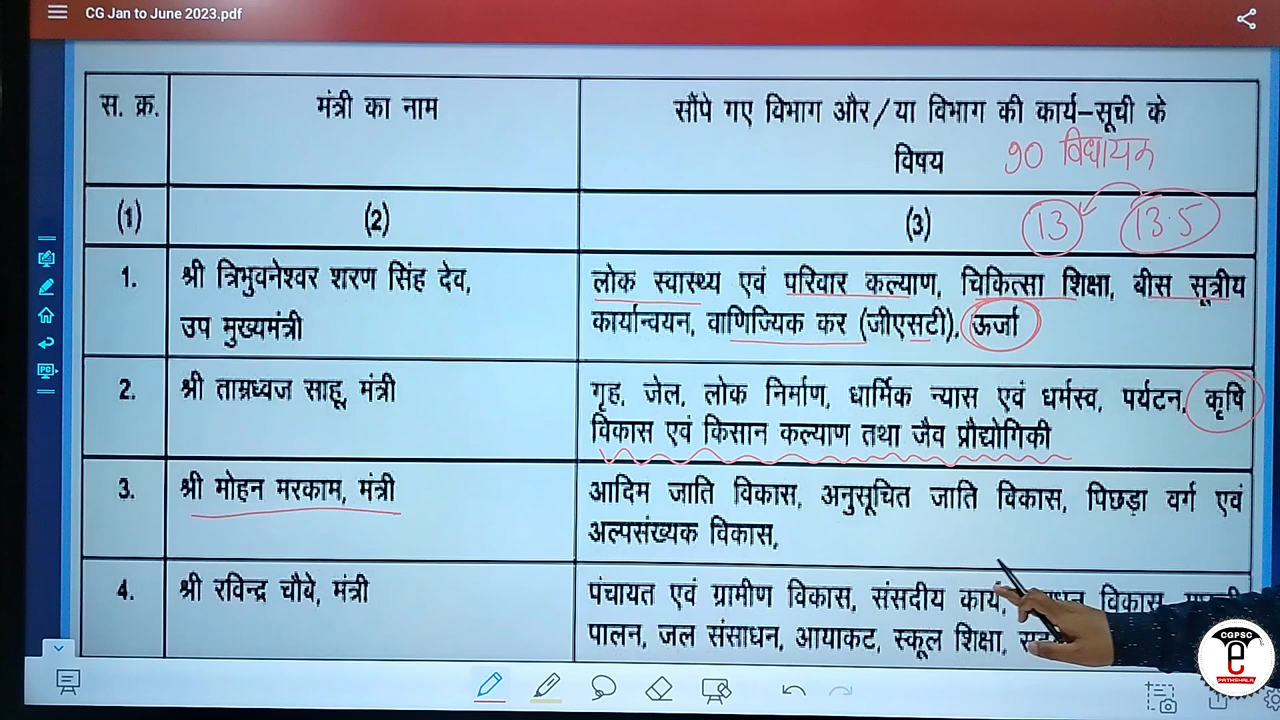 CG Jan to June 2023.pdf
स. क्र.
मंत्री का नाम
सौंपे गए विभाग और/या विभाग की कार्य-सूची के
विषय
90 विधायक
(1)
(2)
(3)
13
13.5
1.
श्री त्रिभुवनेश्वर शरण सिंह देव,
उप मुख्यमंत्री
लोक स्वास्थ्य एवं परिवार कल्याण, चिकित्सा शिक्षा, बीस सूत्रीय
कार्यान्वयन, वाणिज्यिक कर (जीएसटी), ऊर्जा
2.
श्री ताम्रध्वज साहू, मंत्री
गृह, जेल, लोक निर्माण, धार्मिक न्यास एवं धर्मस्व, पर्यटन, कृषि
विकास एवं किसान कल्याण तथा जैव प्रौद्योगिकी
3.
श्री मोहन मरकाम, मंत्री
आदिम जाति विकास, अनुसूचित जाति विकास, पिछड़ा वर्ग एवं
अल्पसंख्यक विकास,
4.
श्री रविन्द्र चौबे, मंत्री
पंचायत एवं ग्रामीण विकास, संसदीय कार्य, विकास,
पालन, जल संसाधन, आयाकट, स्कूल शिक्षा,
CGPSC
e
PATHSHALA